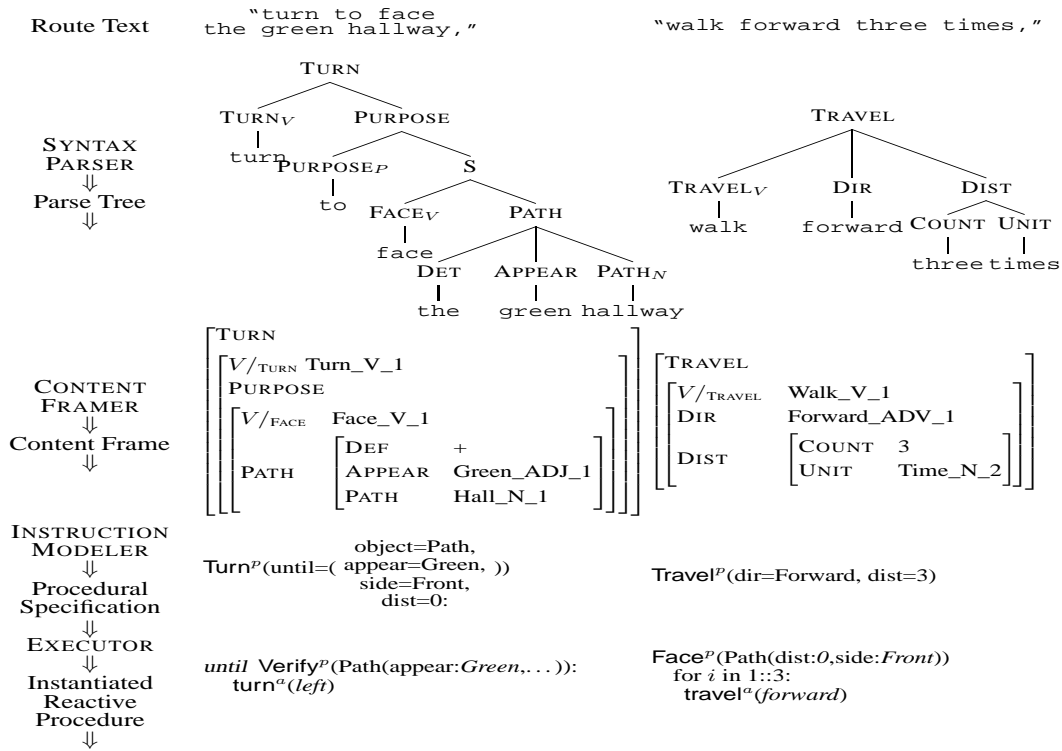 Route Text
"turn to face
the green hallway,"
"walk forward three times,"
TURN
TURN_V PURPOSE
turn
PURPOSE_P S
to
FACE_V PATH
face
DET APPEAR PATH_N
the green hallway
TRAVEL
TRAVEL_V DIR DIST
walk forward COUNT UNIT
three times
SYNTAX
PARSER
⇓
Parse Tree
⇓
TURN
V/TURN Turn_V_1
PURPOSE
V/FACE Face_V_1
PATH
DEF +
APPEAR Green_ADJ_1
PATH Hall_N_1
TRAVEL
V/TRAVEL Walk_V_1
DIR Forward_ADV_1
DIST
COUNT 3
UNIT Time_N_2
CONTENT
FRAMER
⇓
Content Frame
⇓
INSTRUCTION
MODELER
⇓
Procedural
Specification
⇓
Turn^p(until=(
object=Path,
appear=Green,
side=Front,
dist=0:
))
Travel^p(dir=Forward, dist=3)
EXECUTOR
⇓
Instantiated
Reactive
Procedure
⇓
until Verify^p(Path(appear:Green,...)):
turn^a(left)
Face^p(Path(dist:0,side:Front))
for i in 1::3:
travel^a(forward)